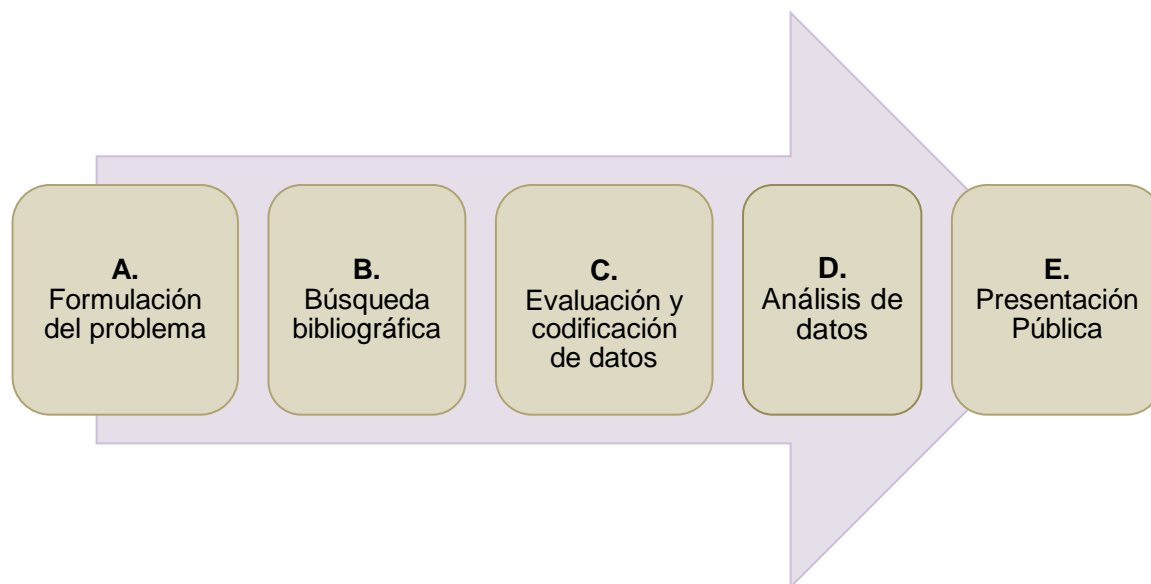 A.
Formulación
del problema
B.
Búsqueda
bibliográfica
C.
Evaluación y
codificación
de datos
D.
Análisis de
datos
E.
Presentación
Pública